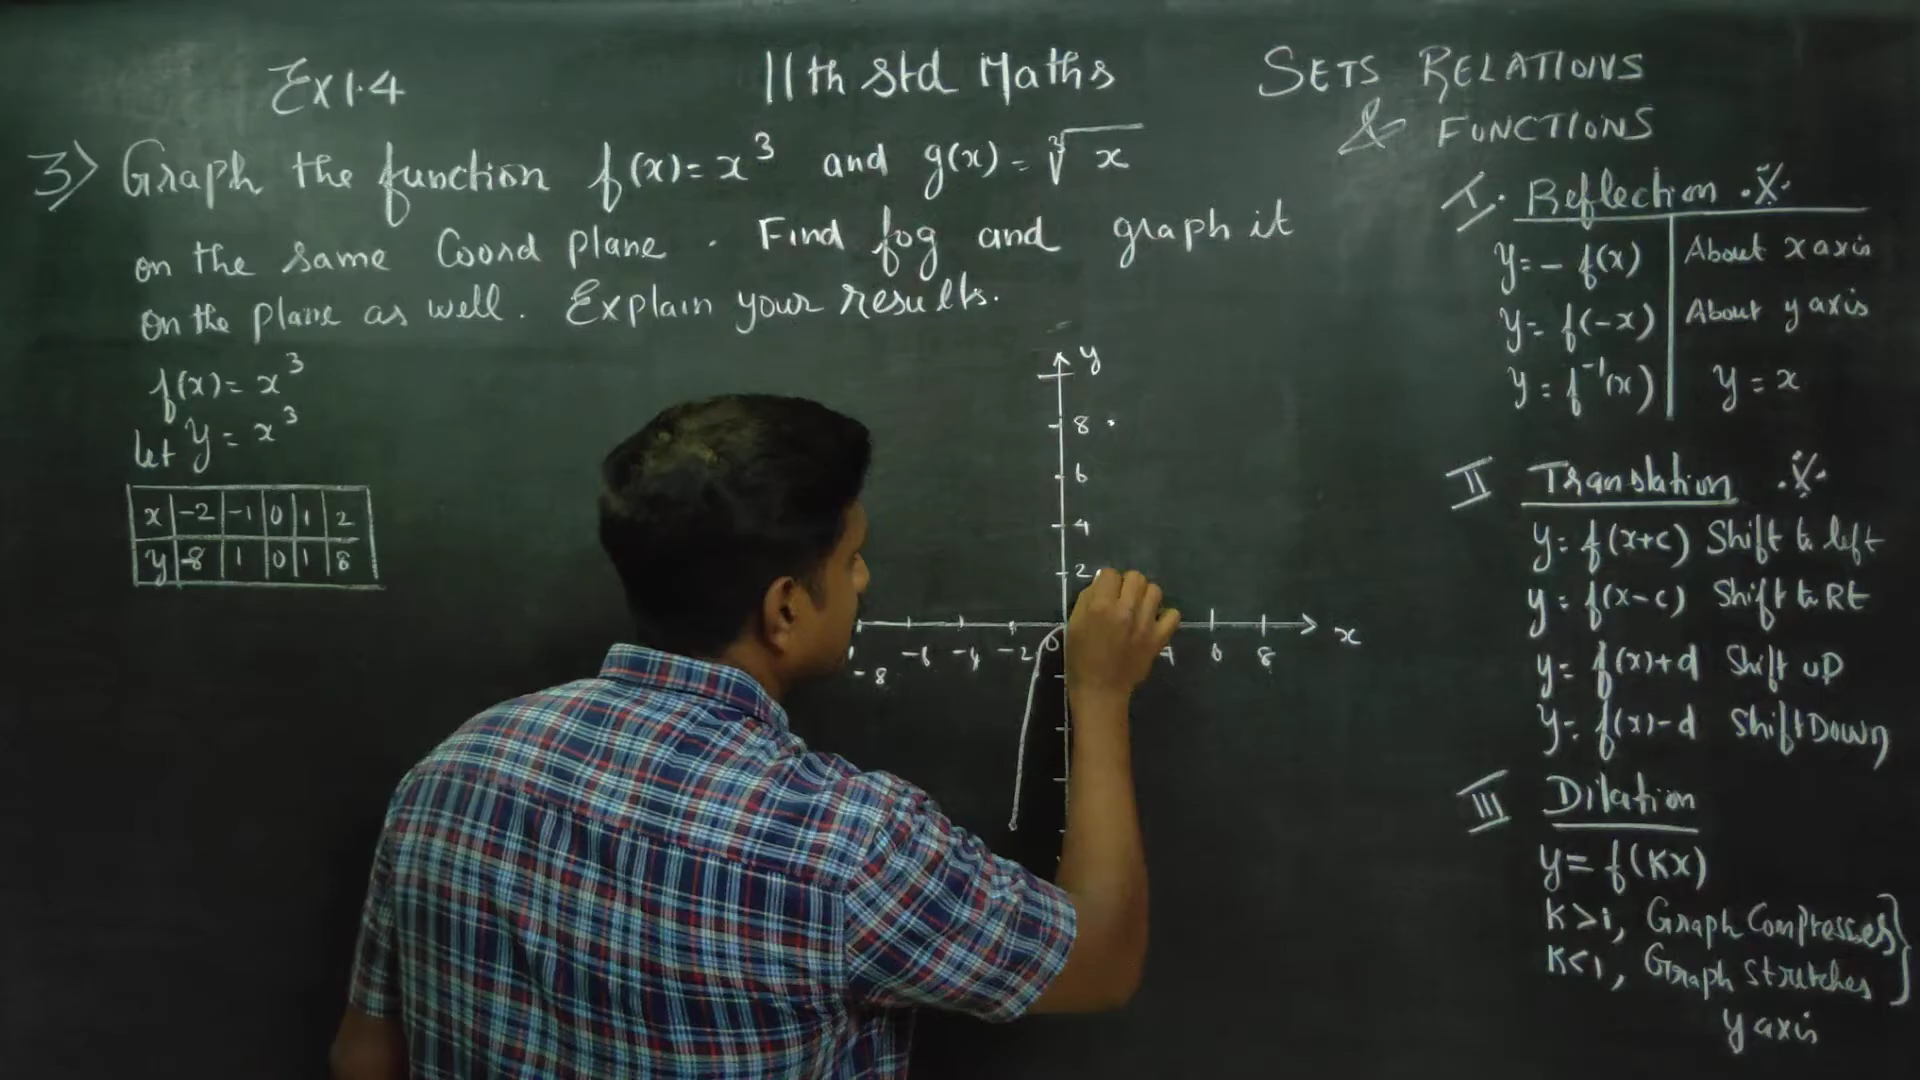 Ex 1.4
11th std Maths
SETS RELATIONS
& FUNCTIONS
3) Graph the function f(x) = x³ and g(x) = ∛x
on the same Coord plane. Find fog and graph it
on the plane as well. Explain your results.
f(x) = x³
let y = x³
x | -2 | -1 | 0 | 1 | 2
y | -8 | 1 | 0 | 1 | 8
y
8
6
4
2
-8 -6 -4 -2 0 6 8 x
I. Reflection
y = - f(x) | About x axis
y = f(-x) | About y axis
y = f⁻¹(x) | y = x
II Translation
y = f(x+c) Shift to left
y = f(x-c) Shift to Rt
y = f(x)+d Shift up
y = f(x)-d Shift Down
III Dilation
y = f(Kx)
K>1, Graph Compresses
K<1, Graph Stretches
y axis